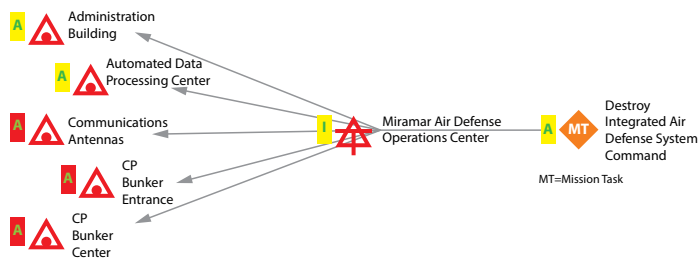 A
Administration
Building
A
Automated Data
Processing Center
A
Communications
Antennas
A
CP
Bunker
Entrance
A
CP
Bunker
Center
I
Miramar Air Defense
Operations Center
A
MT
Destroy
Integrated Air
Defense System
Command
MT=Mission Task